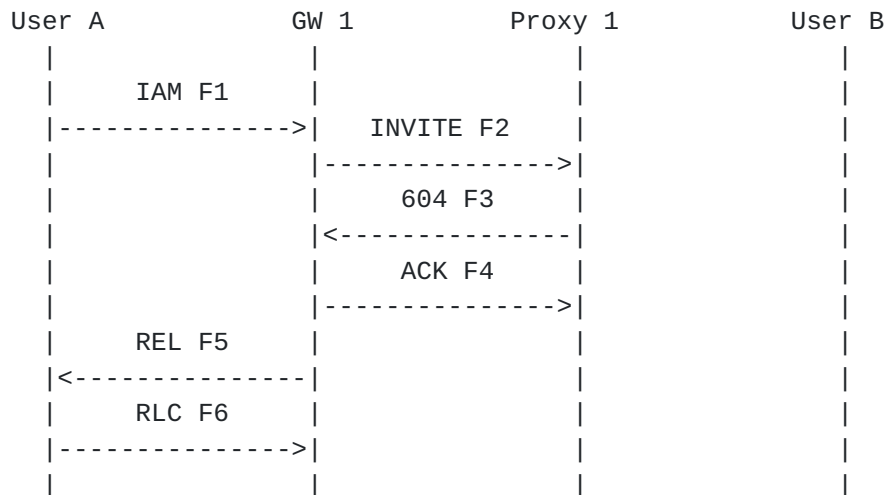 User A GW 1 Proxy 1 User B
| | | |
| IAM F1 | | |
|--------------->| INVITE F2 | |
| |--------------->| |
| | 604 F3 | |
| |<---------------| |
| | ACK F4 | |
| |--------------->| |
| REL F5 | | |
|<---------------| | |
| RLC F6 | | |
|--------------->| | |
| | | |